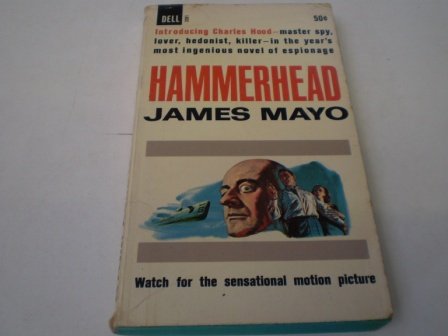 DELL
50¢
Introducing Charles Hood—master spy,
lover, hedonist, killer—in the year's
most ingenious novel of espionage
HAMMERHEAD
JAMES MAYO
Watch for the sensational motion picture